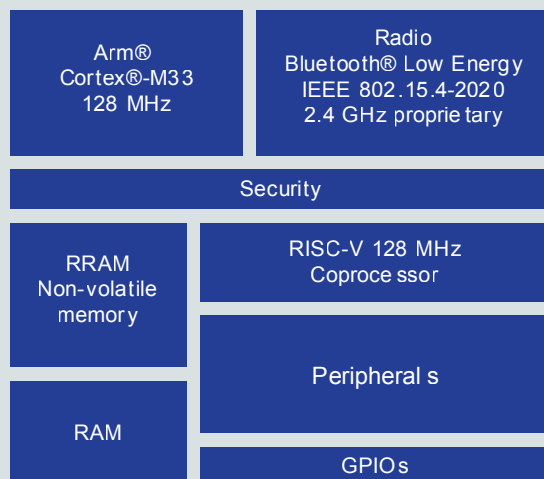 Arm®
Cortex®-M33
128 MHz
Radio
Bluetooth® Low Energy
IEEE 802.15.4-2020
2.4 GHz proprietary
Security
RRAM
Non-volatile
memory
RISC-V 128 MHz
Coprocessor
Peripherals
RAM
GPIOs